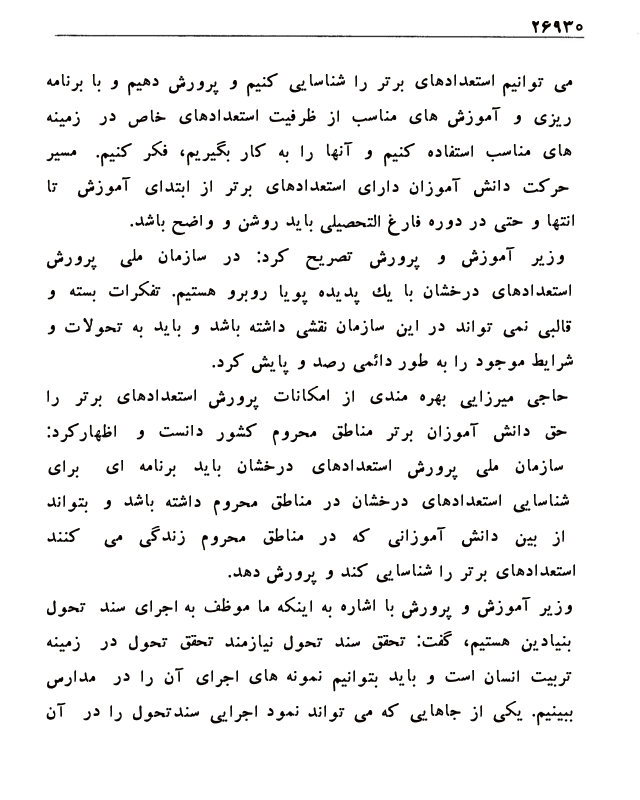 ۲۶۹۳۰
می توانیم استعدادهای برتر را شناسایی کنیم و پرورش دهیم و با برنامه
ریزی و آموزش های مناسب از ظرفیت استعدادهای خاص در زمینه
های مناسب استفاده کنیم و آنها را به کار بگیریم، فکر کنیم. مسیر
حرکت دانش آموزان دارای استعدادهای برتر از ابتدای آموزش تا
انتها و حتی در دوره فارغ التحصیلی باید روشن و واضح باشد.
وزیر آموزش و پرورش تصریح کرد: در سازمان ملی پرورش
استعدادهای درخشان با یك پدیده پویا روبرو هستیم. تفکرات بسته و
قالبی نمی تواند در این سازمان نقشی داشته باشد و باید به تحولات و
شرایط موجود را به طور دائمی رصد و پایش کرد.
حاجی میرزایی بهره مندی از امکانات پرورش استعدادهای برتر را
حق دانش آموزان برتر مناطق محروم کشور دانست و اظهارکرد:
سازمان ملی پرورش استعدادهای درخشان باید برنامه ای برای
شناسایی استعدادهای درخشان در مناطق محروم داشته باشد و بتواند
از بین دانش آموزانی که در مناطق محروم زندگی می کنند
استعدادهای برتر را شناسایی کند و پرورش دهد.
وزیر آموزش و پرورش با اشاره به اینکه ما موظف به اجرای سند تحول
بنیادین هستیم، گفت: تحقق سند تحول نیازمند تحقق تحول در زمینه
تربیت انسان است و باید بتوانیم نمونه های اجرای آن را در مدارس
ببینیم. یکی از جاهایی که می تواند نمود اجرایی سندتحول را در آن